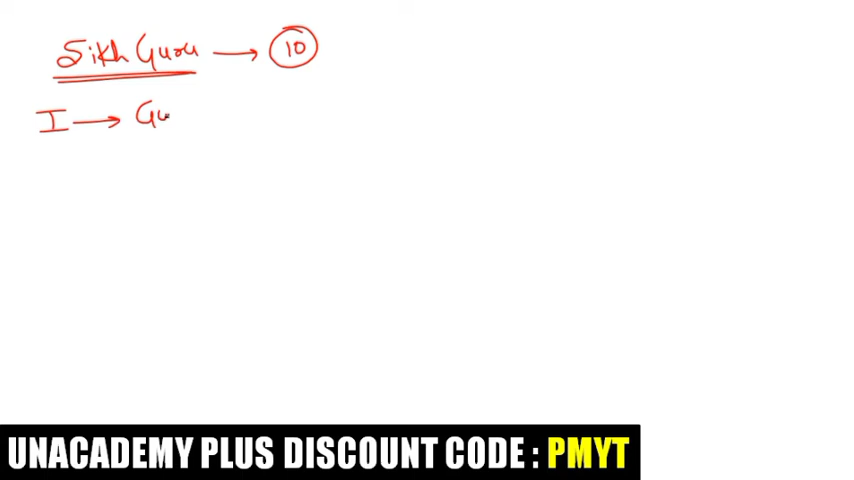 Sikh Guru → 10
I → Gu
UNACADEMY PLUS DISCOUNT CODE : PMYT